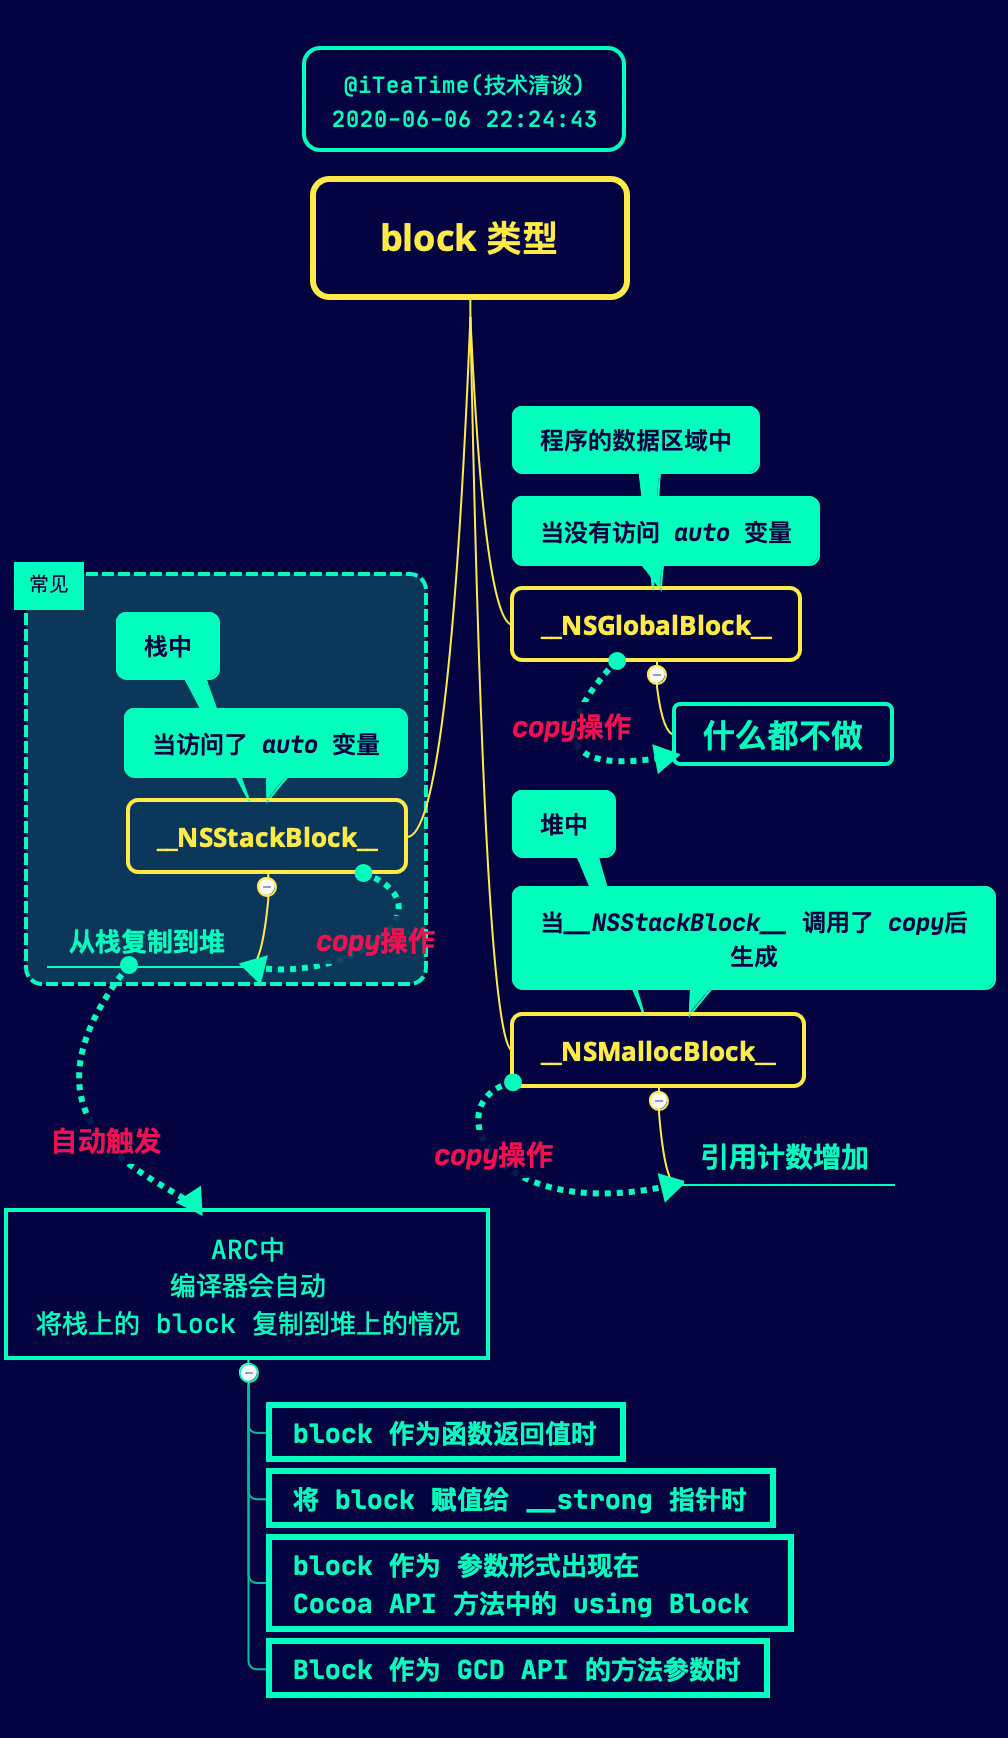 @iTeaTime(技术清谈)
2020-06-06 22:24:43
block 类型
程序的数据区域中
当没有访问 auto 变量
__NSGlobalBlock__
copy操作
什么都不做
常见
栈中
当访问了 auto 变量
__NSStackBlock__
从栈复制到堆
copy操作
堆中
当__NSStackBlock__ 调用了 copy后
生成
__NSMallocBlock__
copy操作
引用计数增加
自动触发
ARC中
编译器会自动
将栈上的 block 复制到堆上的情况
block 作为函数返回值时
将 block 赋值给 __strong 指针时
block 作为 参数形式出现在
Cocoa API 方法中的 using Block
Block 作为 GCD API 的方法参数时